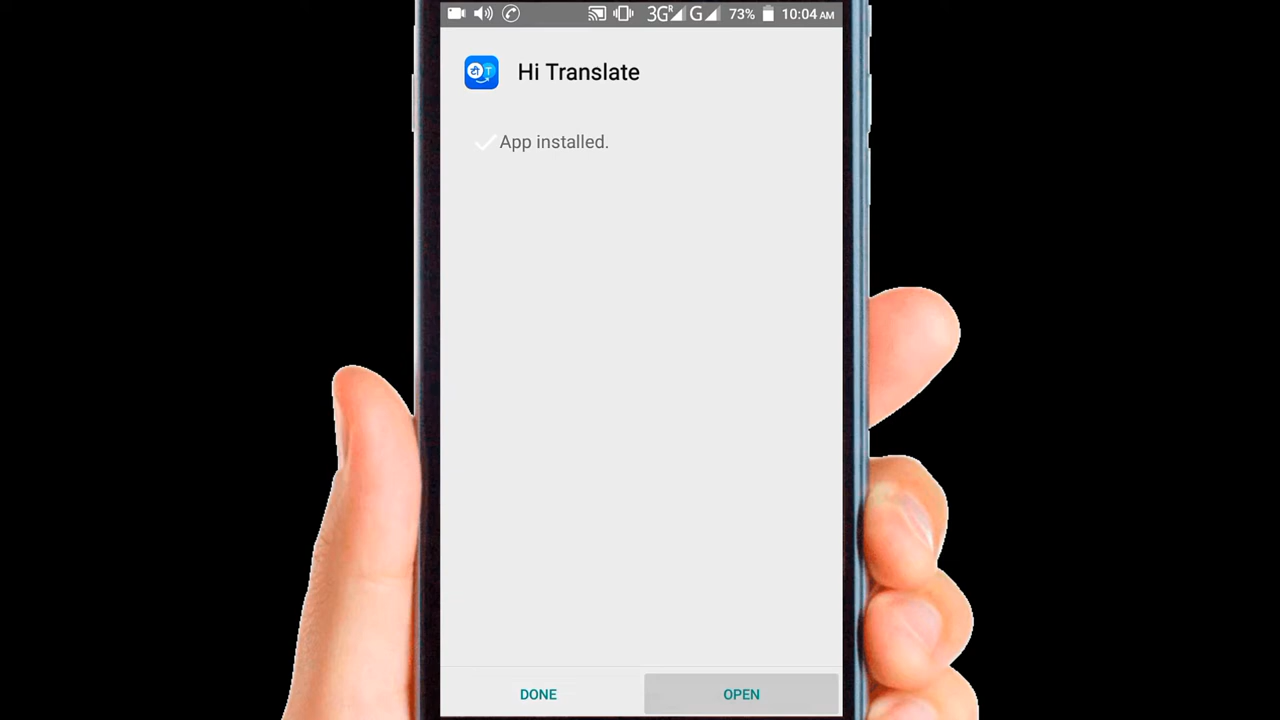 3G R G 73% 10:04 AM
Hi Translate
App installed.
DONE OPEN